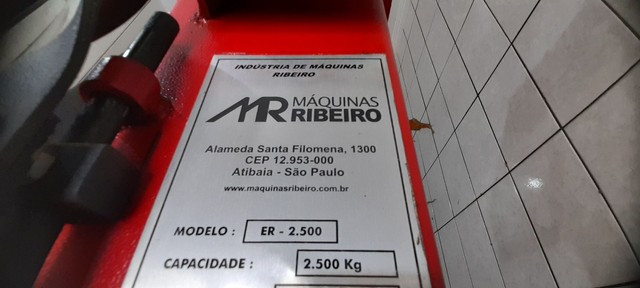 INDÚSTRIA DE MÁQUINAS
RIBEIRO
MR MÁQUINAS
RIBEIRO
Alameda Santa Filomena, 1300
CEP 12.953-000
Atibaia - São Paulo
www.maquinasribeiro.com.br
MODELO : ER - 2.500
CAPACIDADE : 2.500 Kg